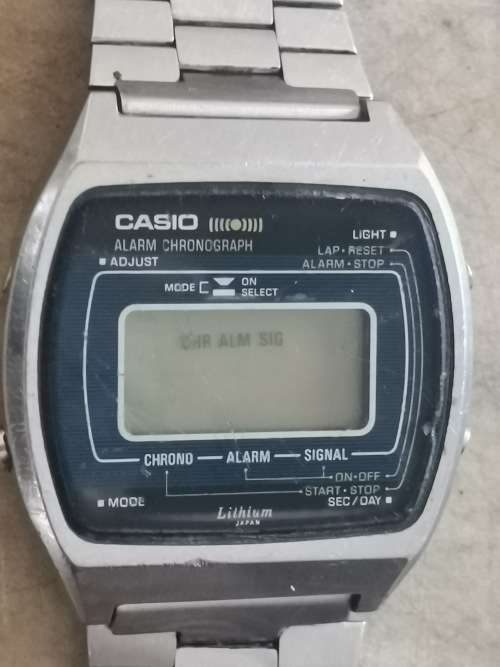 CASIO
LIGHT
ALARM CHRONOGRAPH
LAP•RESET
ADJUST
ALARM•STOP
MODE
ON
SELECT
CHR ALM SIG
CHRONO ALARM SIGNAL
ON•OFF
START•STOP
MODE
SEC/DAY
Lithium
JAPAN